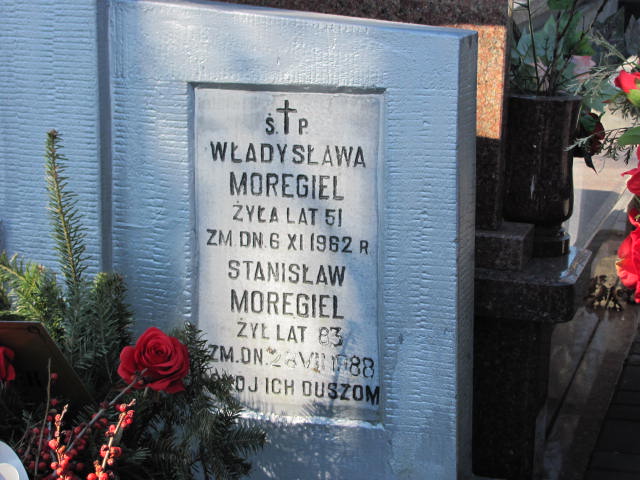 Ś. P.
WŁADYSŁAWA
MOREGIEL
ŻYŁA LAT 51
ZM. DN. 6 XI 1962 R
STANISŁAW
MOREGIEL
ŻYŁ LAT 83
ZM. DN. 1988
ICH DUSZOM